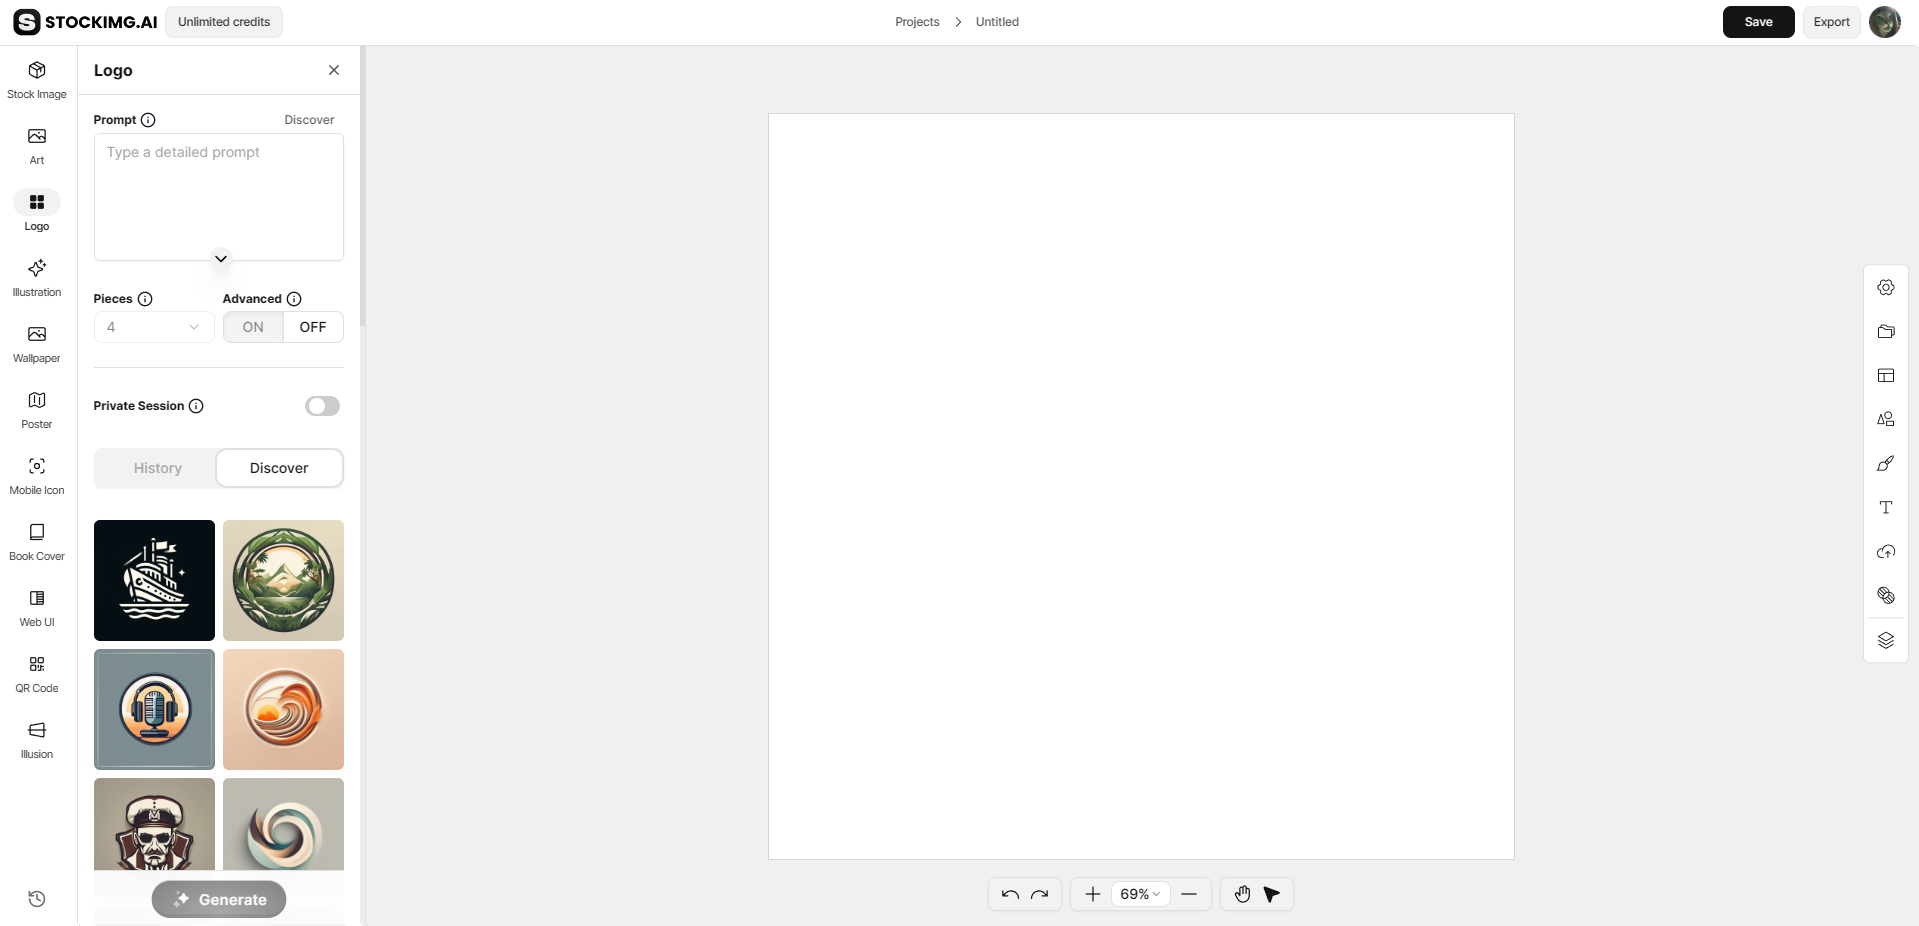 STOCKIMG.AI
Unlimited credits
Projects > Untitled
Save
Export
Stock Image
Art
Logo
Illustration
Wallpaper
Poster
Mobile Icon
Book Cover
Web UI
QR Code
Illusion
Logo
Prompt
Discover
Type a detailed prompt
Pieces
Advanced
4
ON
OFF
Private Session
History
Discover
M
Generate
69%